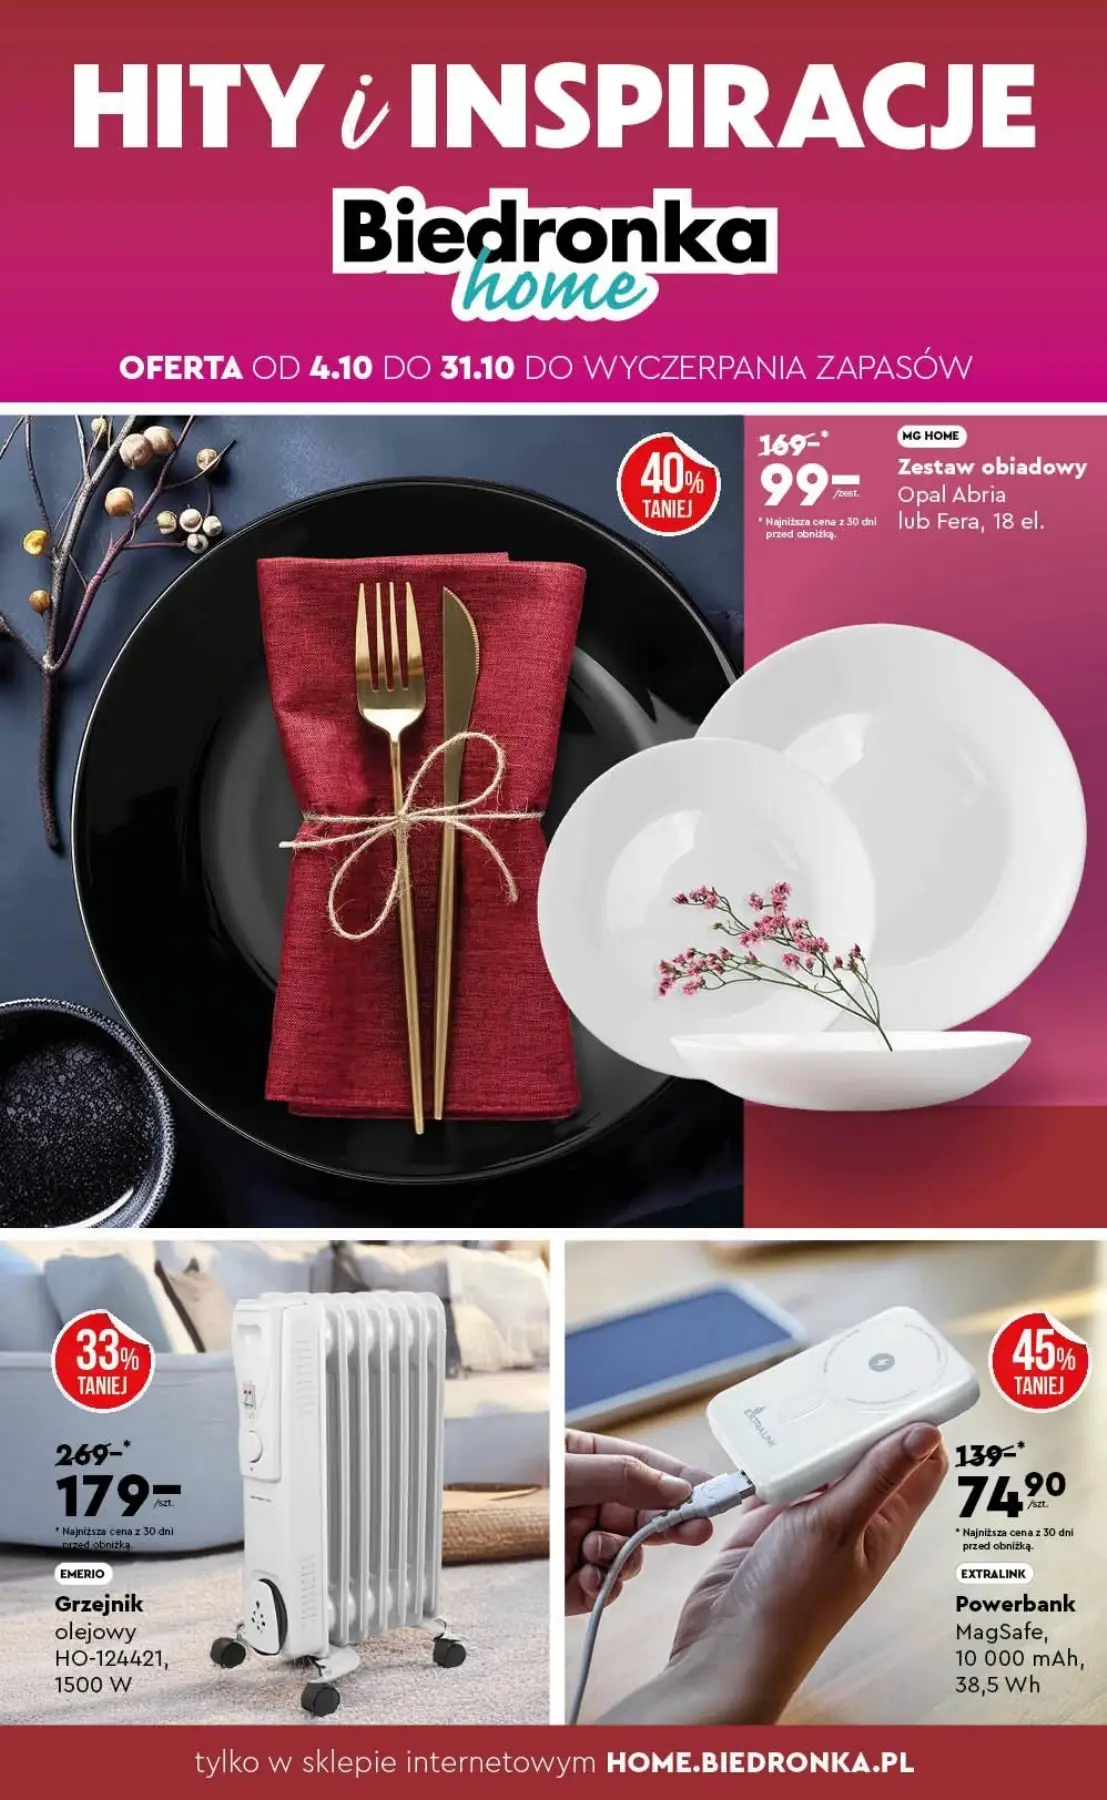 HITY i INSPIRACJE
Biedronka
home
OFERTA OD 4.10 DO 31.10 DO WYCZERPANIA ZAPASÓW
40%
TANIEJ
169-*
99-
/zest.
* Najniższa cena z 30 dni
przed obniżką.
MG HOME
Zestaw obiadowy
Opal Abria
lub Fera, 18 el.
33%
TANIEJ
269-*
179-
/szt.
* Najniższa cena z 30 dni
przed obniżką.
EMERIO
Grzejnik
olejowy
HO-124421,
1500 W
EXTRALINK
45%
TANIEJ
139-*
74,90
/szt.
* Najniższa cena z 30 dni
przed obniżką.
EXTRALINK
Powerbank
MagSafe,
10 000 mAh,
38,5 Wh
tylko w sklepie internetowym HOME.BIEDRONKA.PL